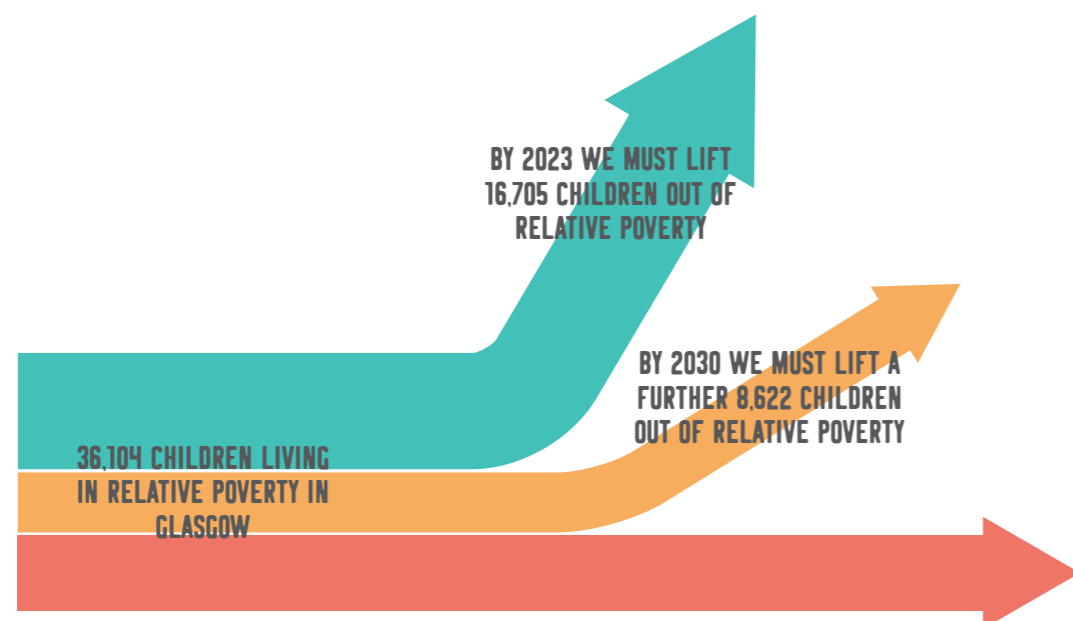 BY 2023 WE MUST LIFT
16,705 CHILDREN OUT OF
RELATIVE POVERTY
BY 2030 WE MUST LIFT A
FURTHER 8,622 CHILDREN
OUT OF RELATIVE POVERTY
36,104 CHILDREN LIVING
IN RELATIVE POVERTY IN
GLASGOW